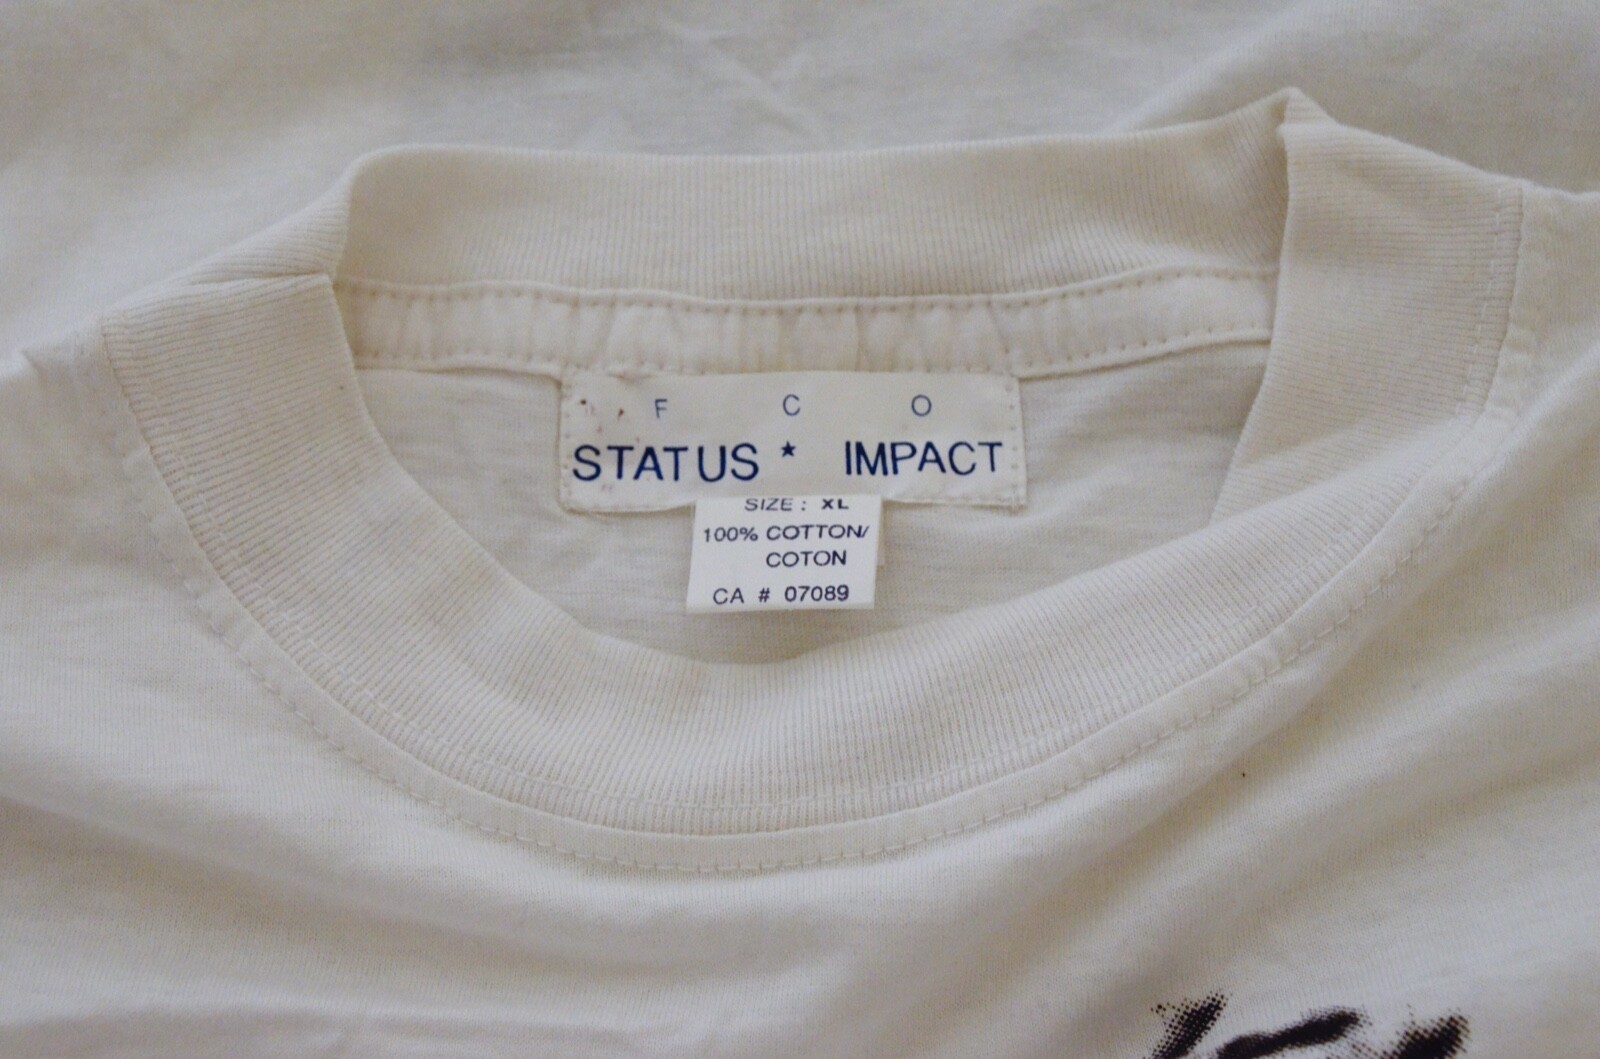 F C O
STATUS * IMPACT
SIZE : XL
100% COTTON/
COTON
CA # 07089